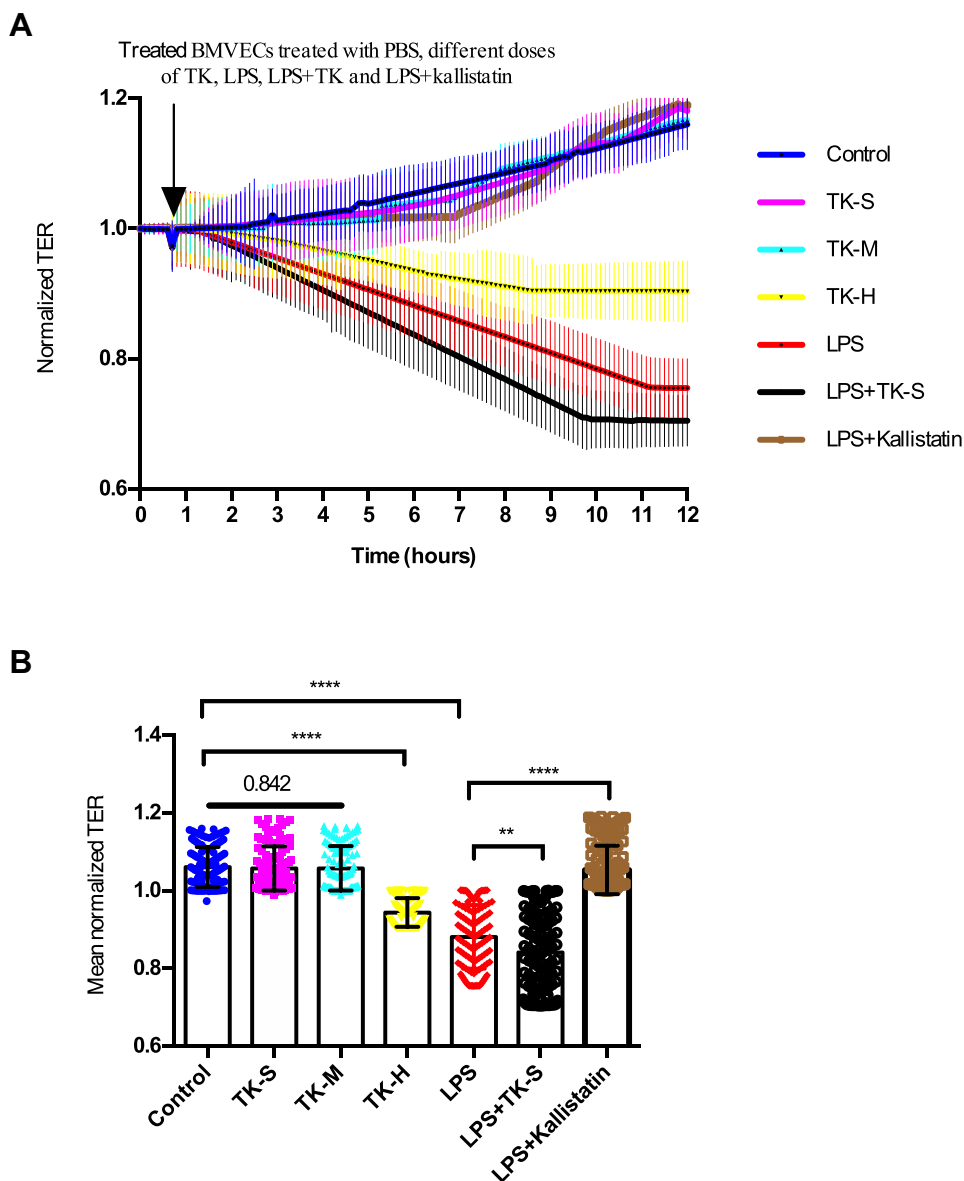 A
Treated BMVECs treated with PBS, different doses
of TK, LPS, LPS+TK and LPS+kallistatin
Normalized TER
1.2
1.0
0.8
0.6
0 1 2 3 4 5 6 7 8 9 10 11 12
Time (hours)
Control
TK-S
TK-M
TK-H
LPS
LPS+TK-S
LPS+Kallistatin
B
Mean normalized TER
1.4
1.2
1.0
0.8
0.6
****
****
0.842
****
**
Control
TK-S
TK-M
TK-H
LPS
LPS+TK-S
LPS+Kallistatin